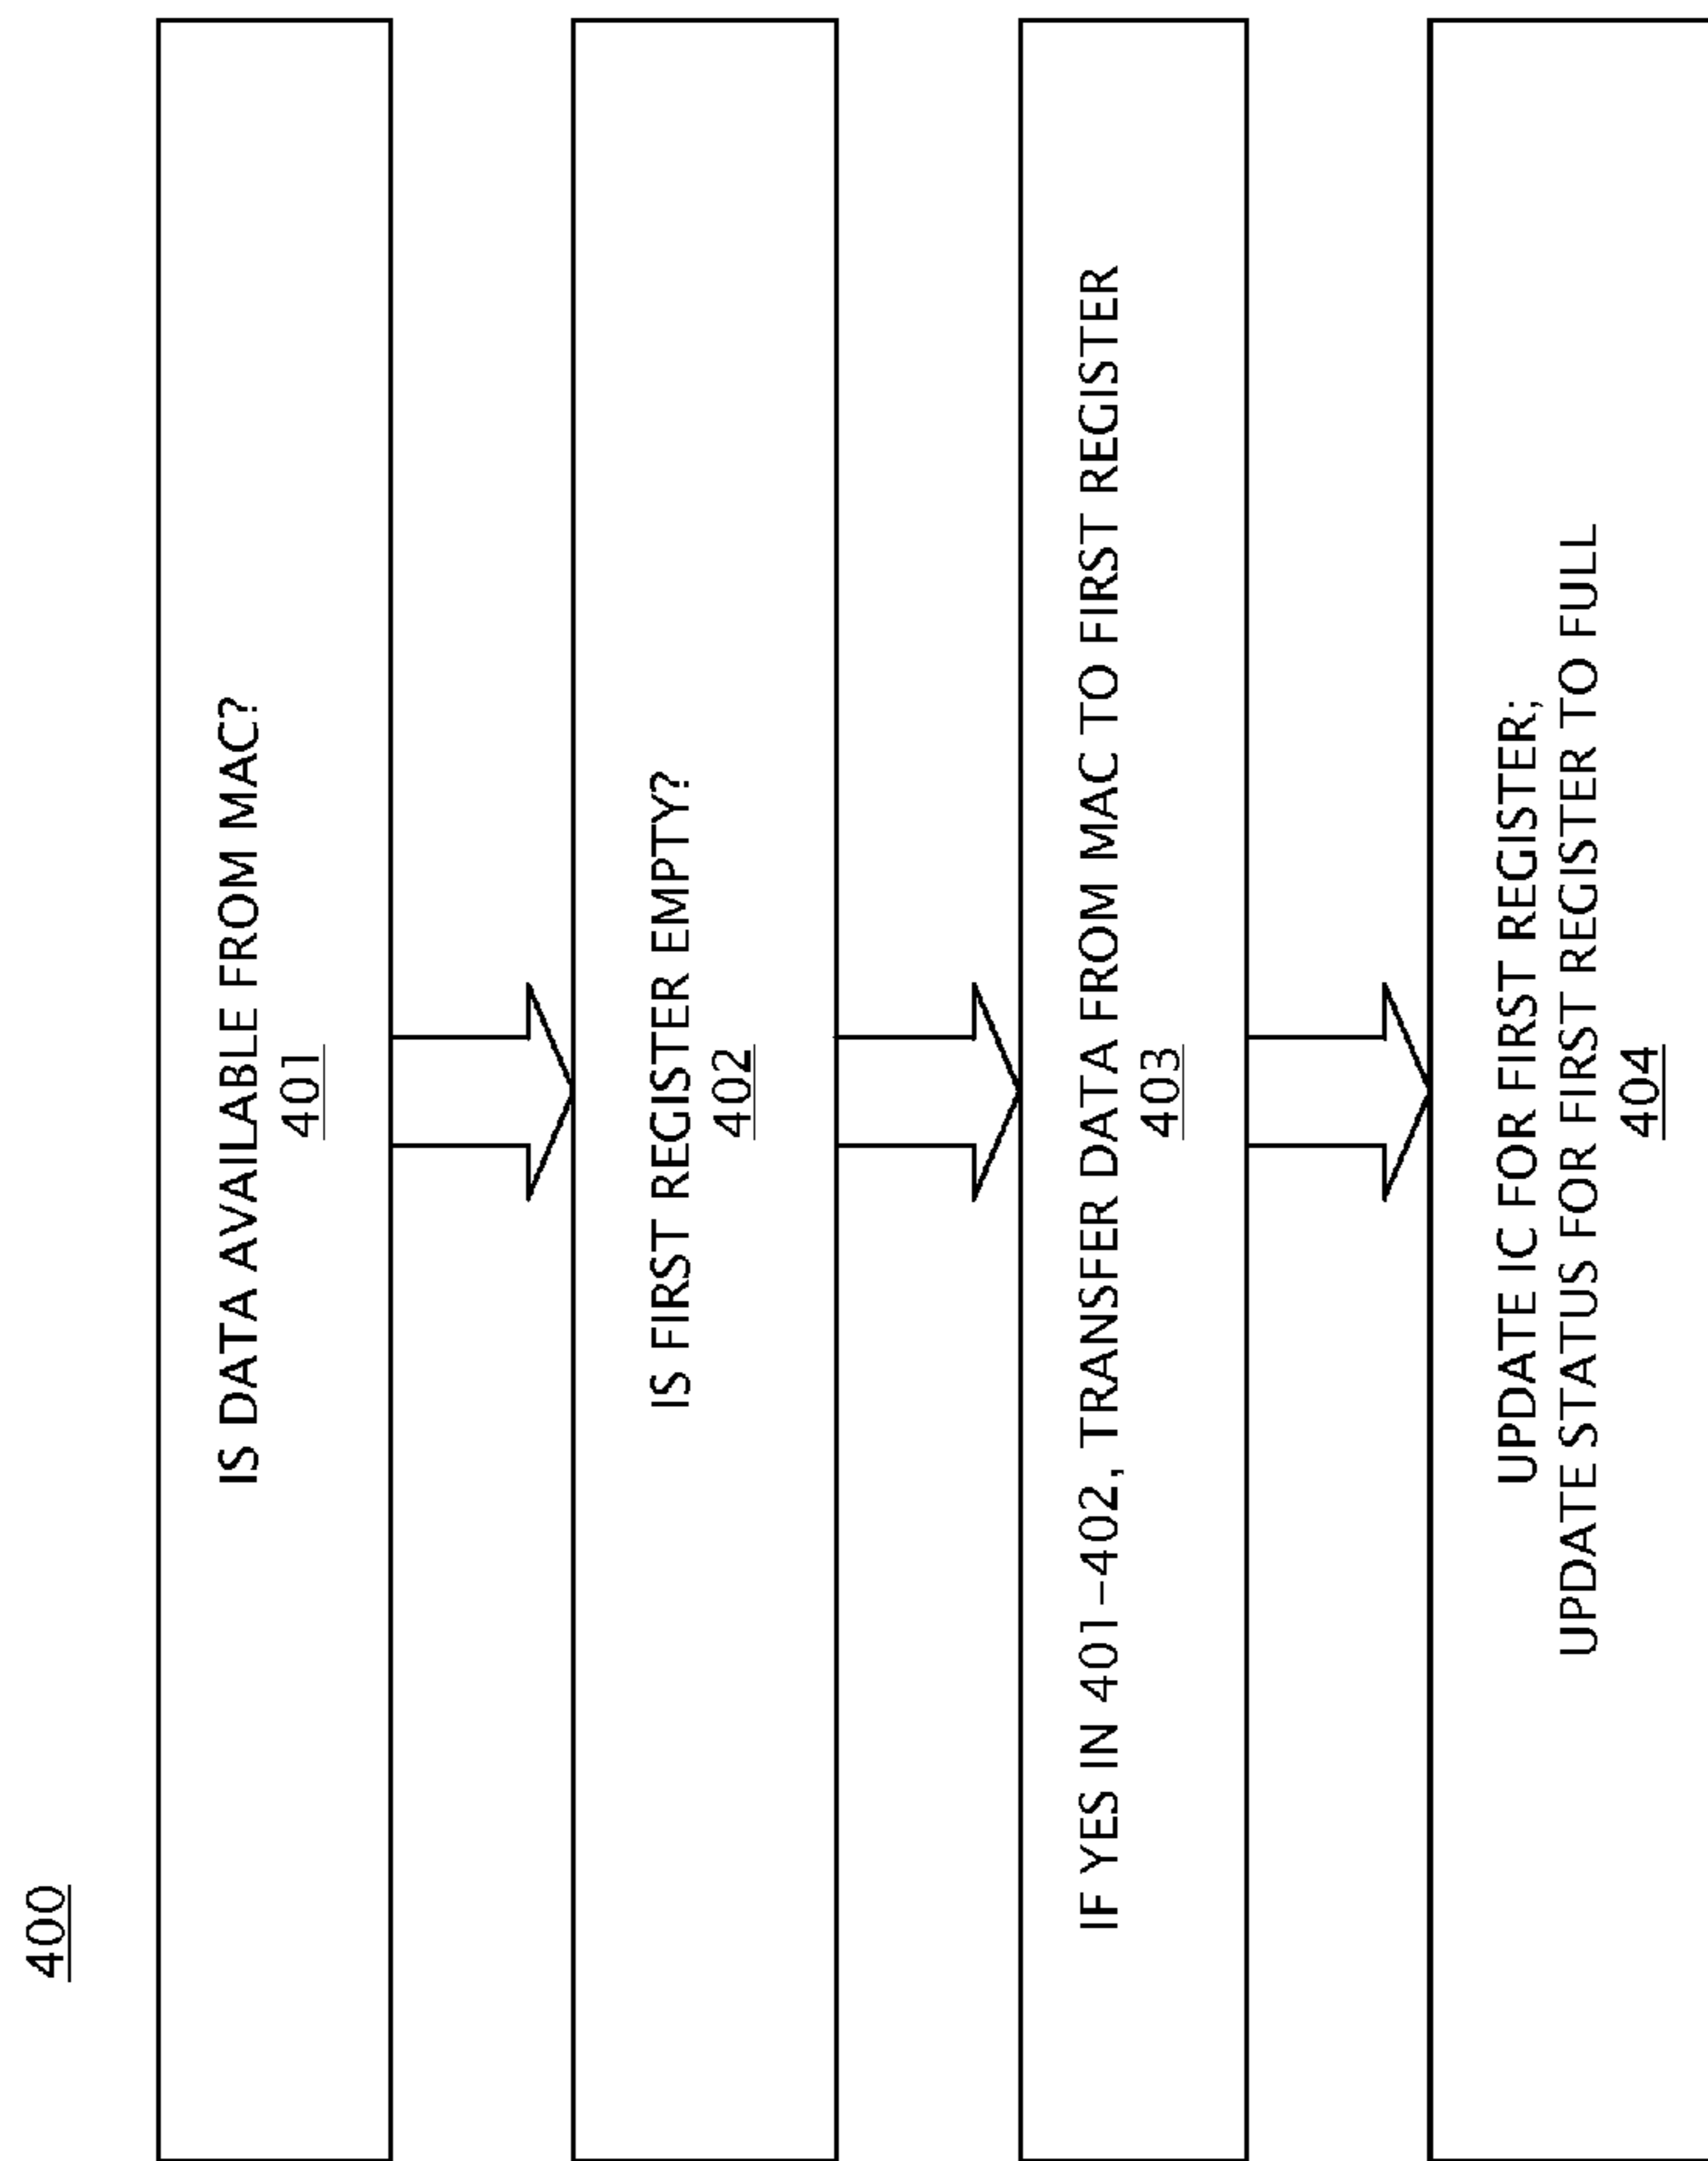 400
IS DATA AVAILABLE FROM MAC?
401
IS FIRST REGISTER EMPTY?
402
IF YES IN 401-402, TRANSFER DATA FROM MAC TO FIRST REGISTER
403
UPDATE IC FOR FIRST REGISTER;
UPDATE STATUS FOR FIRST REGISTER TO FULL
404